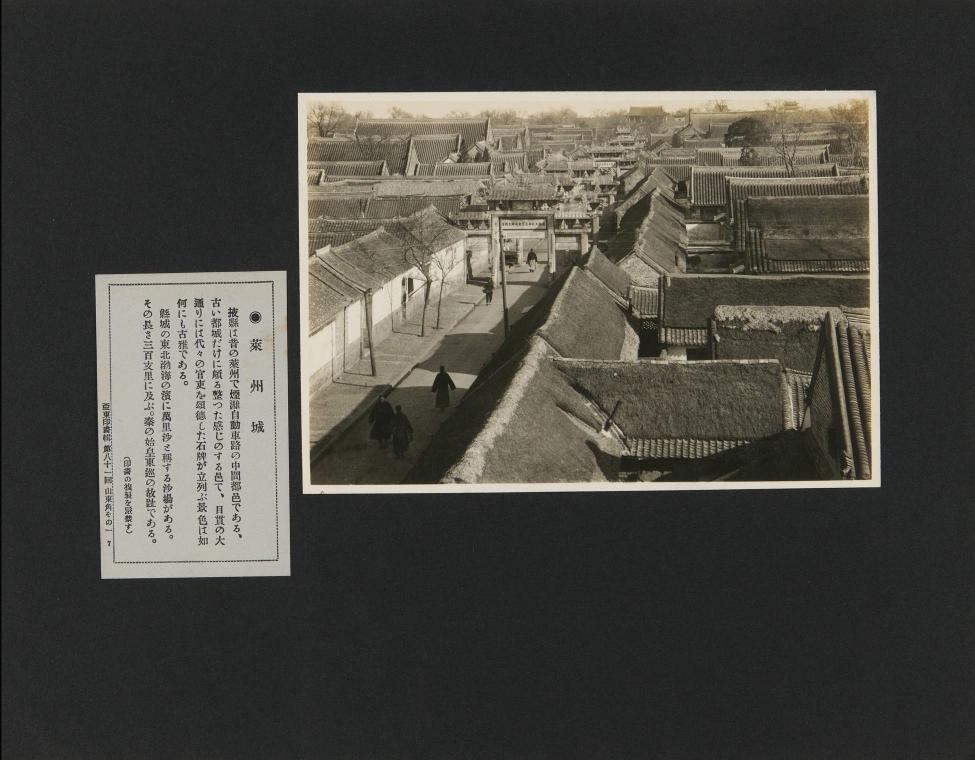 ◉萊州城
掖縣は昔の萊州で煙濰自動車路の中間都邑である、
古い都城だけに頗る整つた感じのする邑で、目貫の大
通りには代々の官吏を頌德した石牌が立列ぶ景色は如
何にも古雅である。
縣城の東北渤海の濱に萬里沙と稱する沙場がある。
その長さ三百支里に及ぶ。秦の始皇東巡の故趾である。
(印畵の複製を嚴禁す)
亞東印畵輯 第八十一回 山東角その一 7